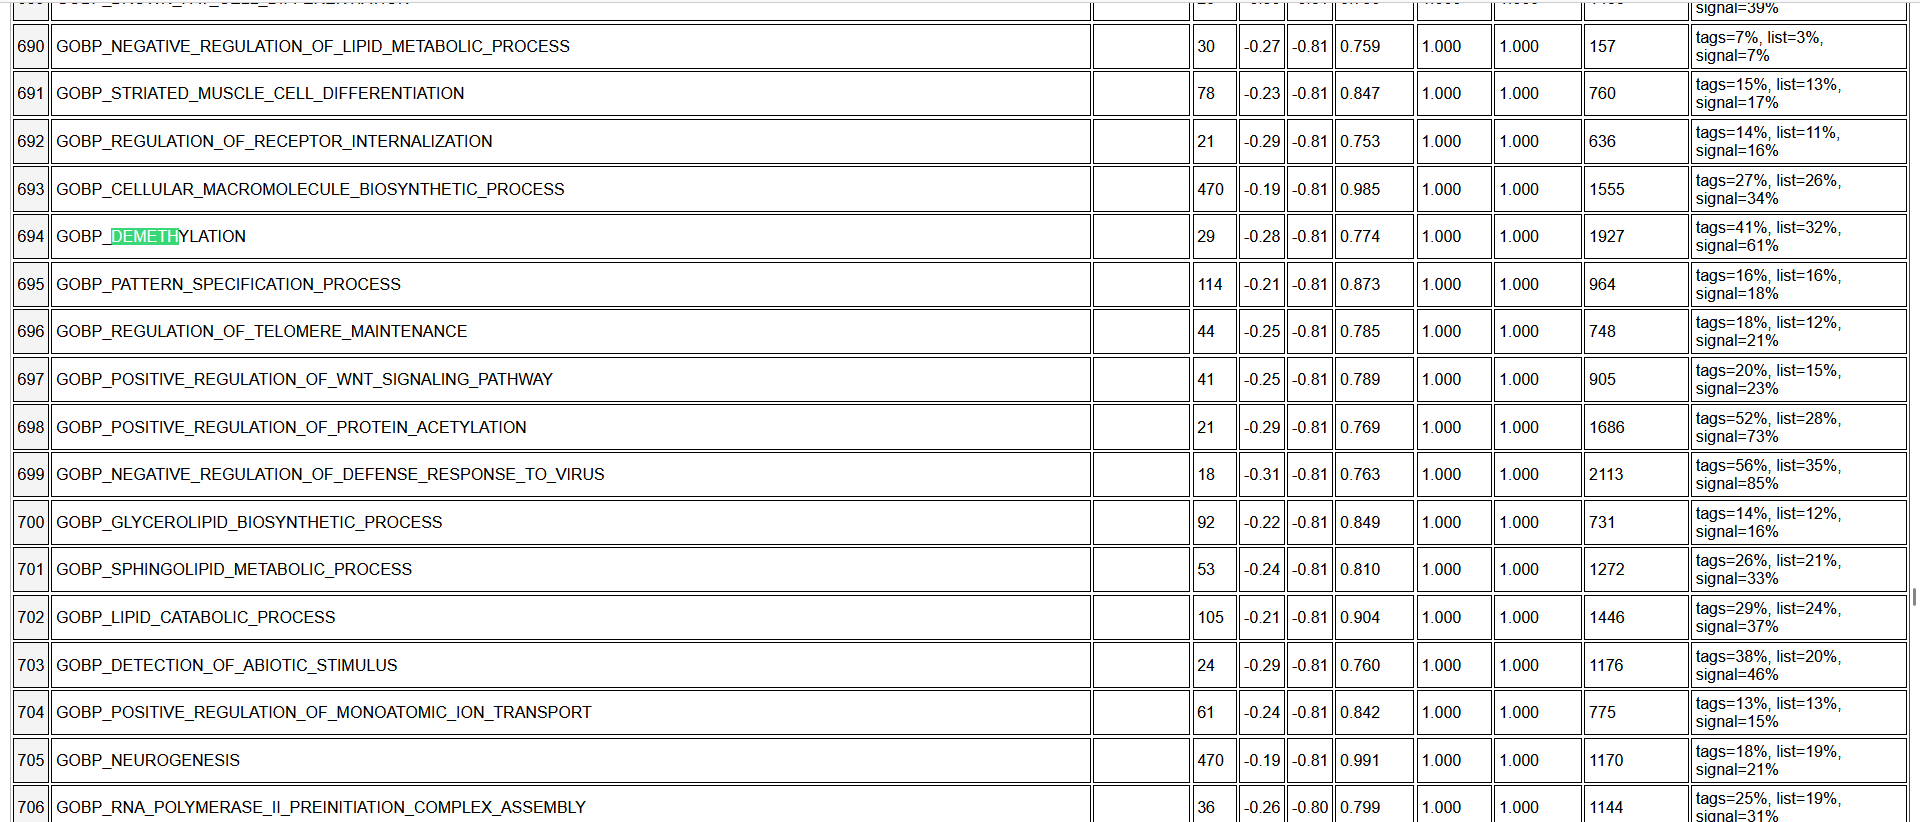 signal=39%
690 GOBP_NEGATIVE_REGULATION_OF_LIPID_METABOLIC_PROCESS 30 -0.27 -0.81 0.759 1.000 1.000 157 tags=7%, list=3%,
signal=7%
691 GOBP_STRIATED_MUSCLE_CELL_DIFFERENTIATION 78 -0.23 -0.81 0.847 1.000 1.000 760 tags=15%, list=13%,
signal=17%
692 GOBP_REGULATION_OF_RECEPTOR_INTERNALIZATION 21 -0.29 -0.81 0.753 1.000 1.000 636 tags=14%, list=11%,
signal=16%
693 GOBP_CELLULAR_MACROMOLECULE_BIOSYNTHETIC_PROCESS 470 -0.19 -0.81 0.985 1.000 1.000 1555 tags=27%, list=26%,
signal=34%
694 GOBP_DEMETHYLATION 29 -0.28 -0.81 0.774 1.000 1.000 1927 tags=41%, list=32%,
signal=61%
695 GOBP_PATTERN_SPECIFICATION_PROCESS 114 -0.21 -0.81 0.873 1.000 1.000 964 tags=16%, list=16%,
signal=18%
696 GOBP_REGULATION_OF_TELOMERE_MAINTENANCE 44 -0.25 -0.81 0.785 1.000 1.000 748 tags=18%, list=12%,
signal=21%
697 GOBP_POSITIVE_REGULATION_OF_WNT_SIGNALING_PATHWAY 41 -0.25 -0.81 0.789 1.000 1.000 905 tags=20%, list=15%,
signal=23%
698 GOBP_POSITIVE_REGULATION_OF_PROTEIN_ACETYLATION 21 -0.29 -0.81 0.769 1.000 1.000 1686 tags=52%, list=28%,
signal=73%
699 GOBP_NEGATIVE_REGULATION_OF_DEFENSE_RESPONSE_TO_VIRUS 18 -0.31 -0.81 0.763 1.000 1.000 2113 tags=56%, list=35%,
signal=85%
700 GOBP_GLYCEROLIPID_BIOSYNTHETIC_PROCESS 92 -0.22 -0.81 0.849 1.000 1.000 731 tags=14%, list=12%,
signal=16%
701 GOBP_SPHINGOLIPID_METABOLIC_PROCESS 53 -0.24 -0.81 0.810 1.000 1.000 1272 tags=26%, list=21%,
signal=33%
702 GOBP_LIPID_CATABOLIC_PROCESS 105 -0.21 -0.81 0.904 1.000 1.000 1446 tags=29%, list=24%,
signal=37%
703 GOBP_DETECTION_OF_ABIOTIC_STIMULUS 24 -0.29 -0.81 0.760 1.000 1.000 1176 tags=38%, list=20%,
signal=46%
704 GOBP_POSITIVE_REGULATION_OF_MONOATOMIC_ION_TRANSPORT 61 -0.24 -0.81 0.842 1.000 1.000 775 tags=13%, list=13%,
signal=15%
705 GOBP_NEUROGENESIS 470 -0.19 -0.81 0.991 1.000 1.000 1170 tags=18%, list=19%,
signal=21%
706 GOBP_RNA_POLYMERASE_II_PREINITIATION_COMPLEX_ASSEMBLY 36 -0.26 -0.80 0.799 1.000 1.000 1144 tags=25%, list=19%,
signal=31%